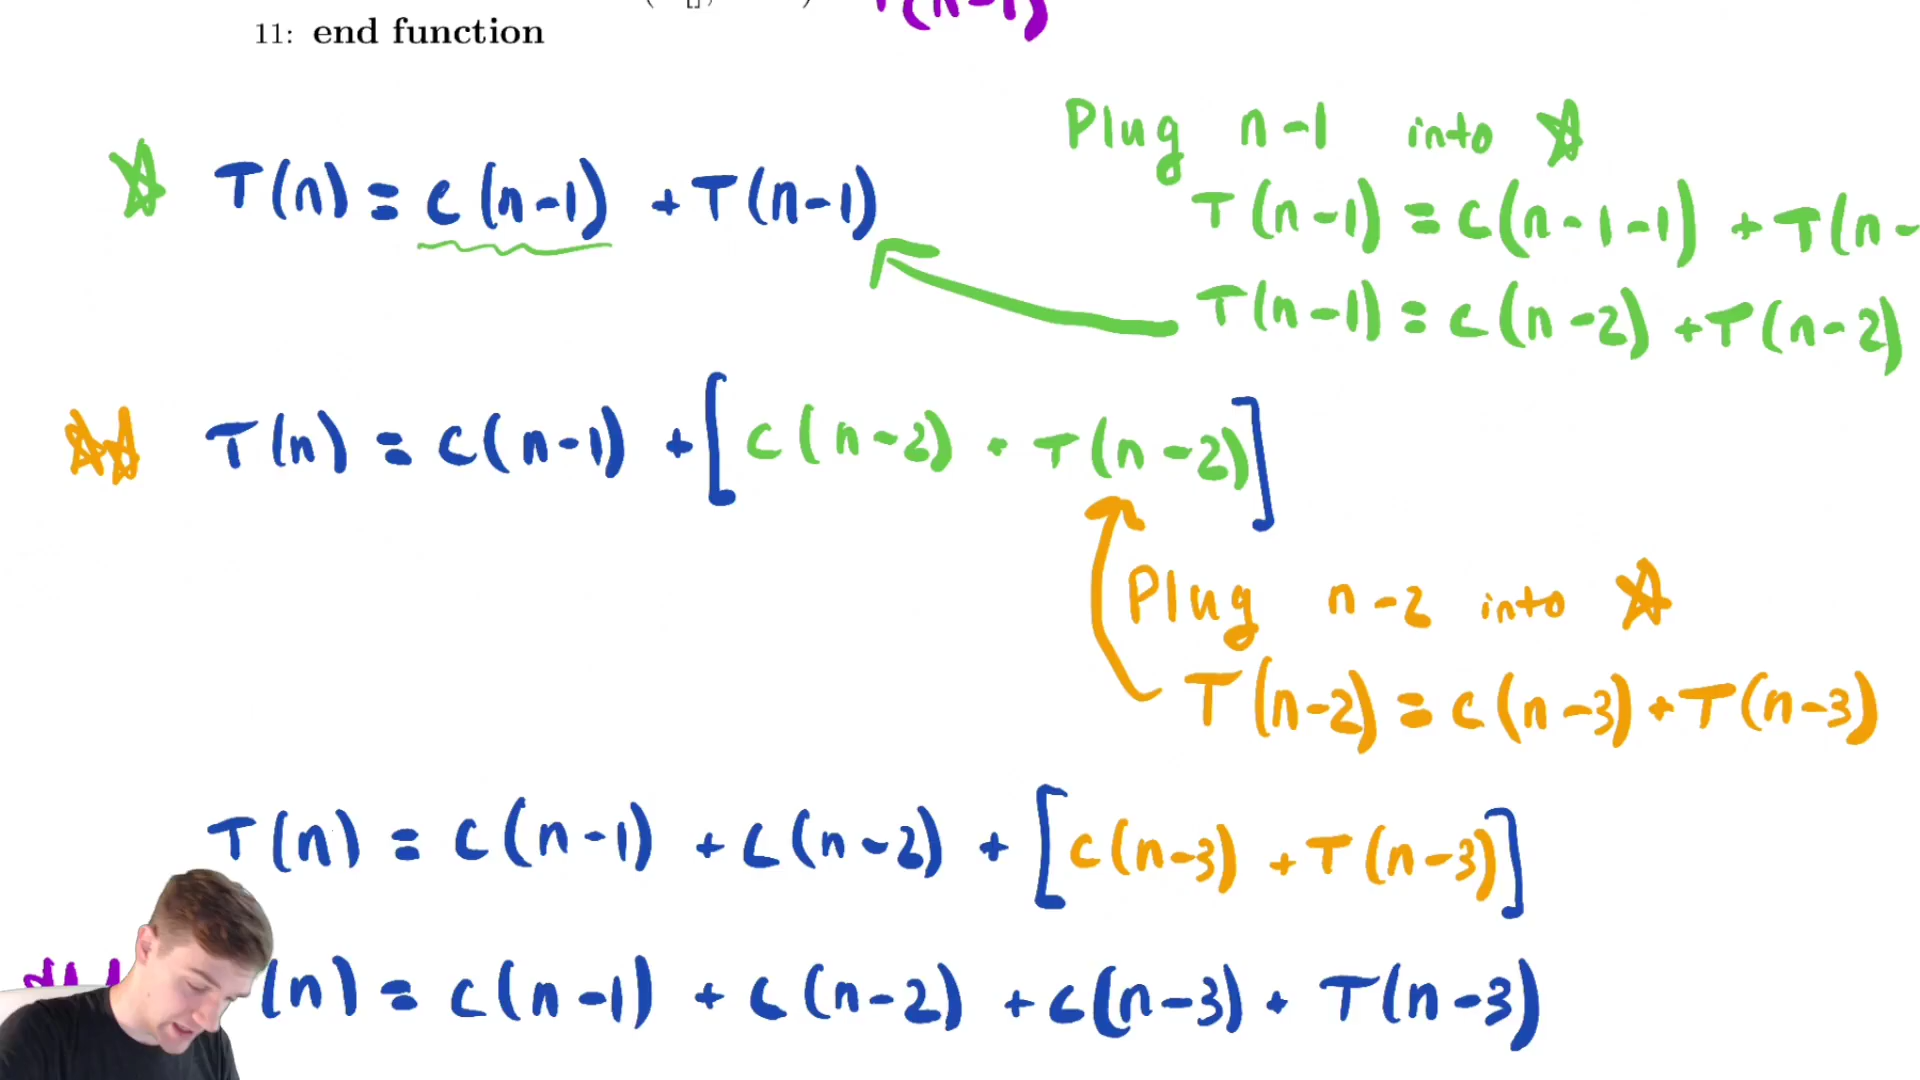 T(n-1)
11: end function
Plug n-1 into ☆
☆ T(n) = c(n-1) + T(n-1)
T(n-1) = c(n-1-1) + T(n-
T(n-1) = c(n-2) + T(n-2)
☆☆ T(n) = c(n-1) + [c(n-2) + T(n-2)]
Plug n-2 into ☆
T(n-2) = c(n-3) + T(n-3)
T(n) = c(n-1) + c(n-2) + [c(n-3) + T(n-3)]
(n) = c(n-1) + c(n-2) + c(n-3) + T(n-3)